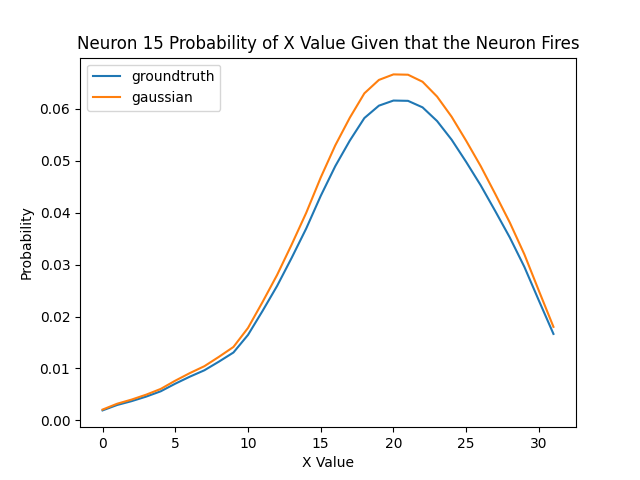 Neuron 15 Probability of X Value Given that the Neuron Fires
groundtruth
gaussian
0.06
0.05
0.04
0.03
0.02
0.01
0.00
Probability
0 5 10 15 20 25 30
X Value